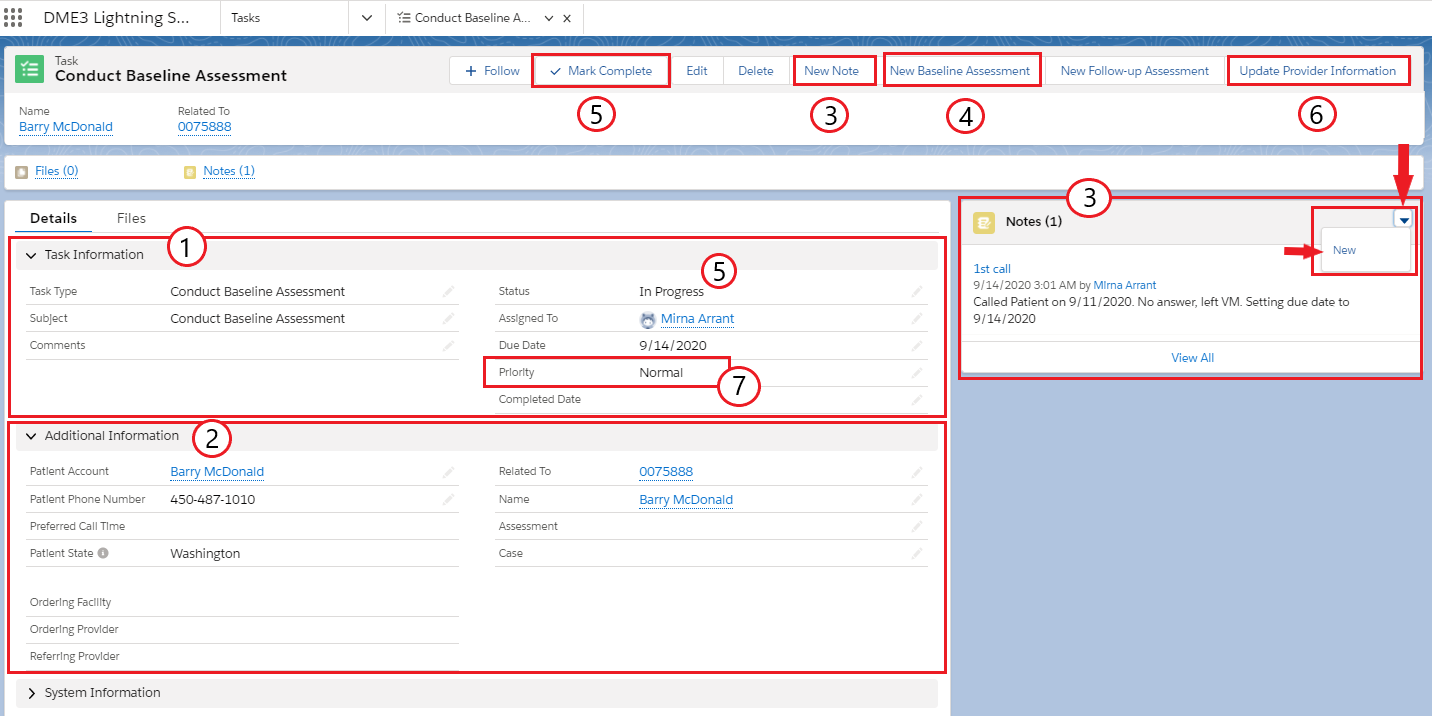 DME3 Lightning S... Tasks Conduct Baseline A...
Task
Conduct Baseline Assessment
Follow Mark Complete Edit Delete New Note New Baseline Assessment New Follow-up Assessment Update Provider Information
5 3 4 6
Name Related To
Barry McDonald 0075888
Files (0) Notes (1)
Details Files
1 Task Information
Task Type Conduct Baseline Assessment
Subject Conduct Baseline Assessment
Comments
5
Status In Progress
Assigned To Mirna Arrant
Due Date 9/14/2020
Priority Normal
7
Completed Date
Additional Information 2
Patient Account Barry McDonald
Patient Phone Number 450-487-1010
Preferred Call Time
Patient State Washington
Ordering Facility
Ordering Provider
Referring Provider
Related To 0075888
Name Barry McDonald
Assessment
Case
System Information
3
Notes (1)
New
1st call
9/14/2020 3:01 AM by Mirna Arrant
Called Patient on 9/11/2020. No answer, left VM. Setting due date to
9/14/2020
View All